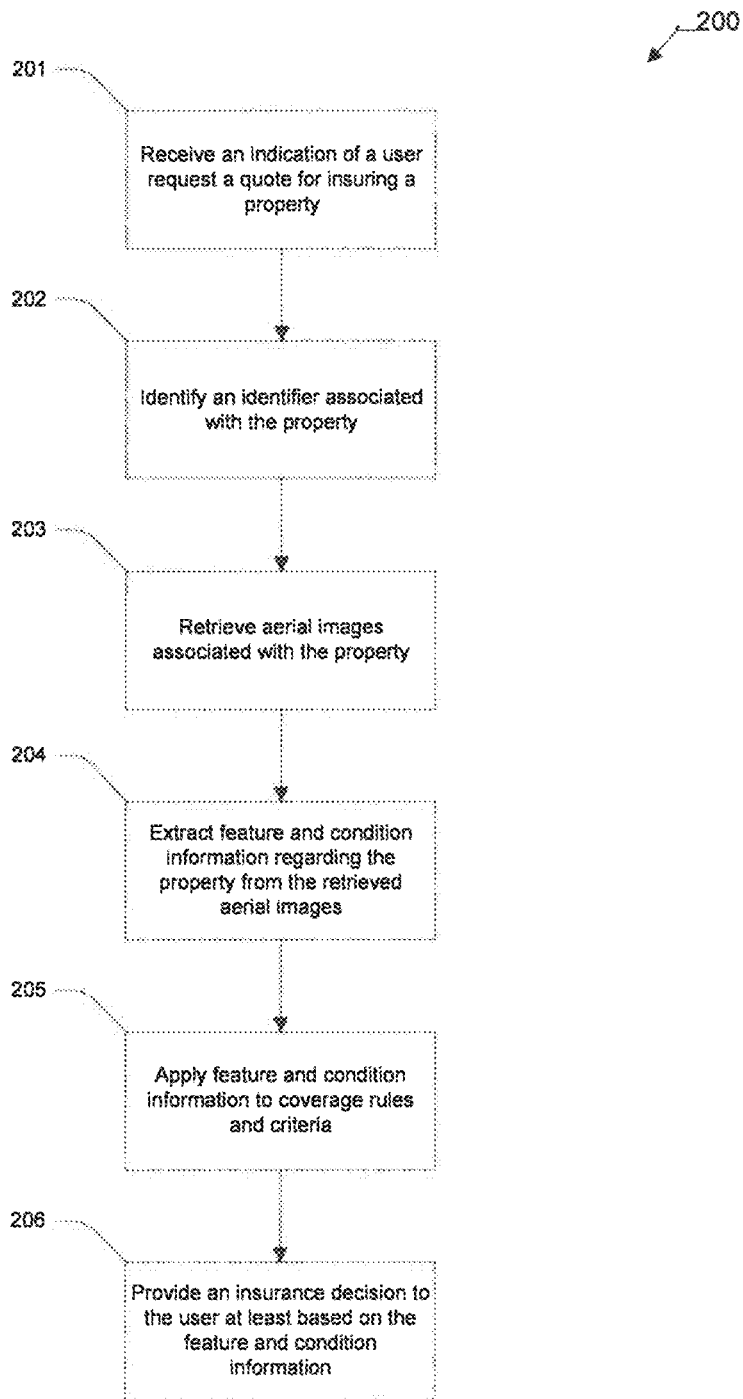 200
201
Receive an indication of a user
request a quote for insuring a
property
202
Identify an identifier associated
with the property
203
Retrieve aerial images
associated with the property
204
Extract feature and condition
information regarding the
property from the retrieved
aerial images
205
Apply feature and condition
information to coverage rules
and criteria
206
Provide an insurance decision to
the user at least based on the
feature and condition
information